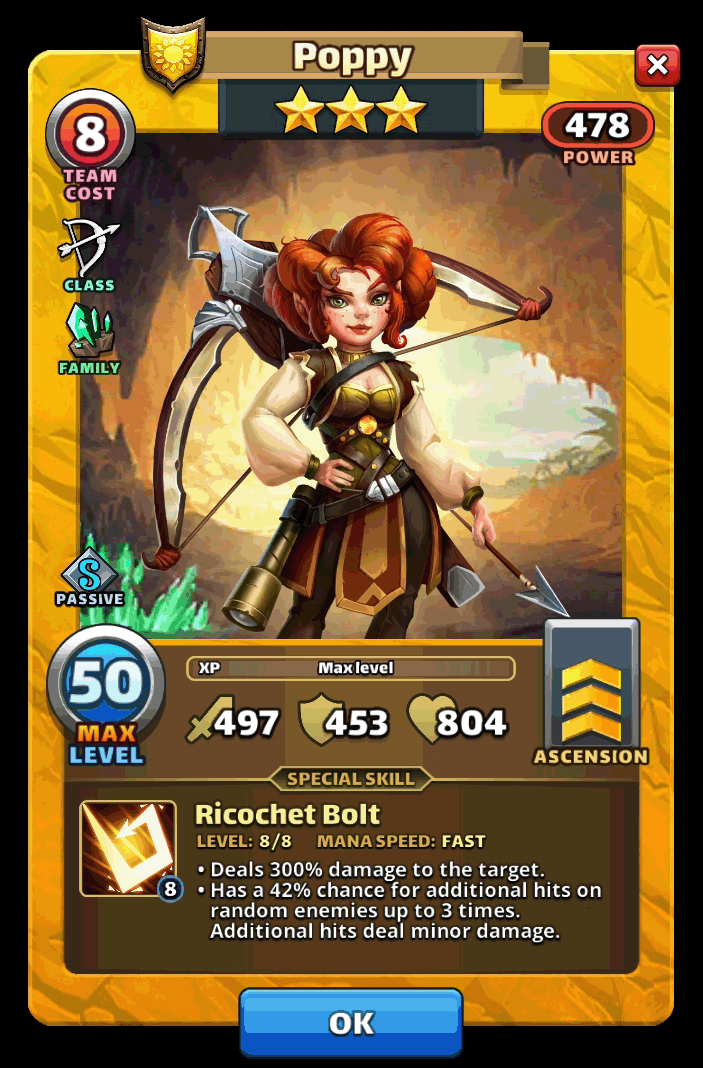 Poppy
8
TEAM
COST
478
POWER
CLASS
FAMILY
S
PASSIVE
50
MAX
LEVEL
XP Max level
497 453 804
ASCENSION
SPECIAL SKILL
Ricochet Bolt
LEVEL: 8/8 MANA SPEED: FAST
8
• Deals 300% damage to the target.
• Has a 42% chance for additional hits on
random enemies up to 3 times.
Additional hits deal minor damage.
OK